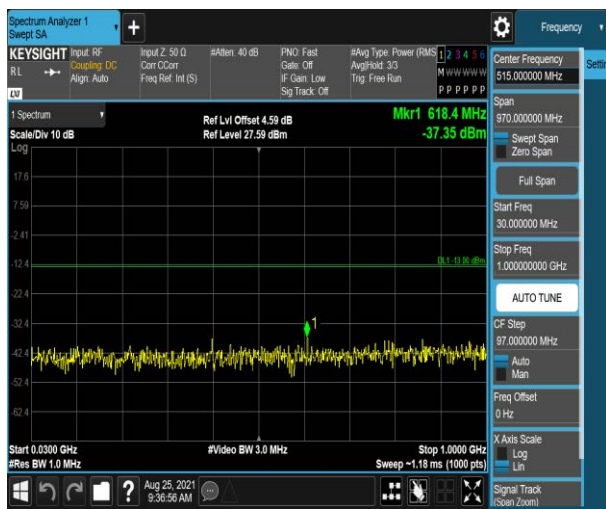 Spectrum Analyzer 1
Swept SA
+
Frequency
KEYSIGHT
RL
Input: RF
Coupling: DC
Align: Auto
Input Z: 50 Ω
Corr CCorr
Freq Ref: Int (S)
#Atten: 40 dB
PNO: Fast
Gate: Off
IF Gain: Low
Sig Track: Off
#Avg Type: Power (RMS
Avg|Hold: 3/3
Trig: Free Run
1 2 3 4 5 6
M W W W W W
P P P P P P
LXI
1 Spectrum
Scale/Div 10 dB
Log
Ref Lvl Offset 4.59 dB
Ref Level 27.59 dBm
Mkr1 618.4 MHz
-37.35 dBm
17.6
7.59
-2.41
-12.4
-22.4
-32.4
-42.4
-52.4
-62.4
DL1 -13.00 dBm
1
Start 0.0300 GHz
#Res BW 1.0 MHz
#Video BW 3.0 MHz
Stop 1.0000 GHz
Sweep ~1.18 ms (1000 pts)
?
Aug 25, 2021
9:36:56 AM
Center Frequency
515.000000 MHz
Settin
Span
970.000000 MHz
Swept Span
Zero Span
Full Span
Start Freq
30.000000 MHz
Stop Freq
1.000000000 GHz
AUTO TUNE
CF Step
97.000000 MHz
Auto
Man
Freq Offset
0 Hz
X Axis Scale
Log
Lin
Signal Track
(Span Zoom)